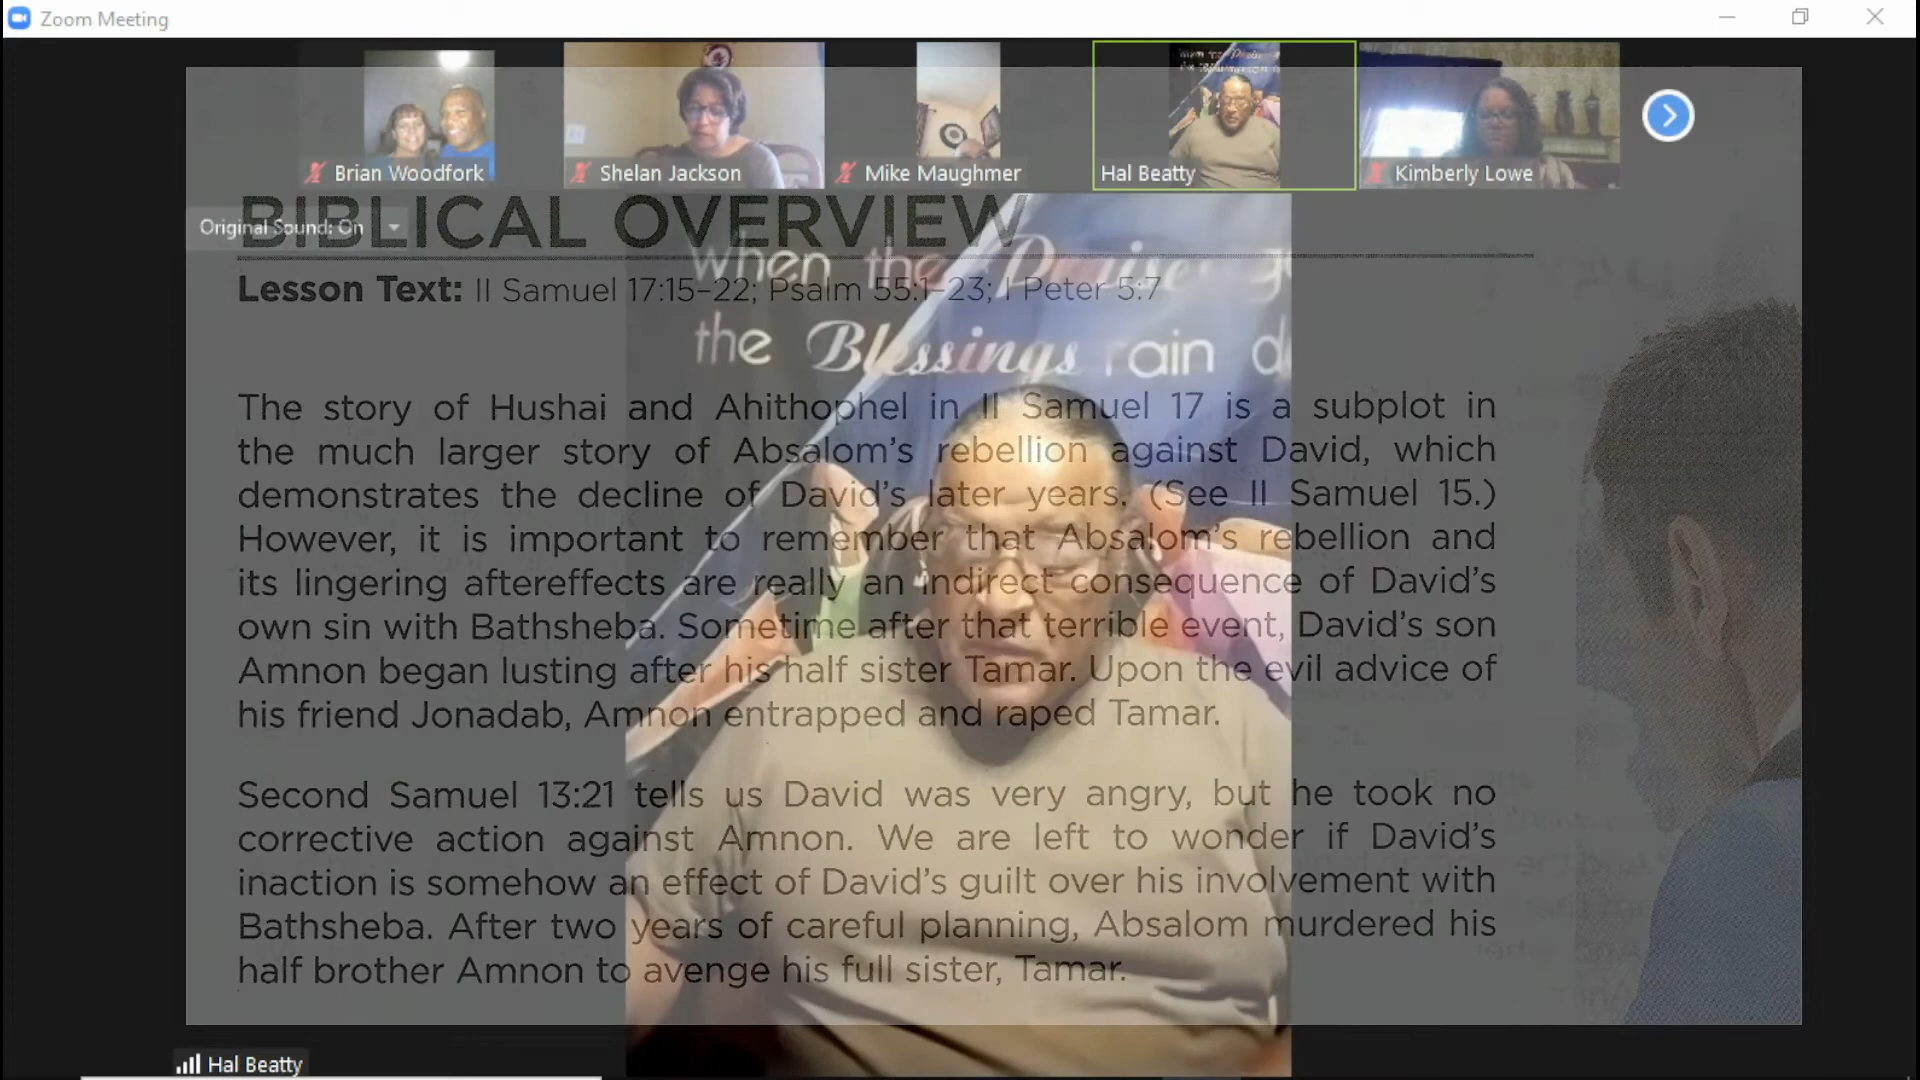 Zoom Meeting
Brian Woodfork
Shelan Jackson
Mike Maughmer
Hal Beatty
Kimberly Lowe
Original Sound: On
BIBLICAL OVERVIEW
When the Praises g
Lesson Text: II Samuel 17:15–22; Psalm 55:1–23; I Peter 5:7
the Blessings rain d
The story of Hushai and Ahithophel in II Samuel 17 is a subplot in
the much larger story of Absalom's rebellion against David, which
demonstrates the decline of David's later years. (See II Samuel 15.)
However, it is important to remember that Absalom's rebellion and
its lingering aftereffects are really an indirect consequence of David's
own sin with Bathsheba. Sometime after that terrible event, David's son
Amnon began lusting after his half sister Tamar. Upon the evil advice of
his friend Jonadab, Amnon entrapped and raped Tamar.
Second Samuel 13:21 tells us David was very angry, but he took no
corrective action against Amnon. We are left to wonder if David's
inaction is somehow an effect of David's guilt over his involvement with
Bathsheba. After two years of careful planning, Absalom murdered his
half brother Amnon to avenge his full sister, Tamar.
Hal Beatty